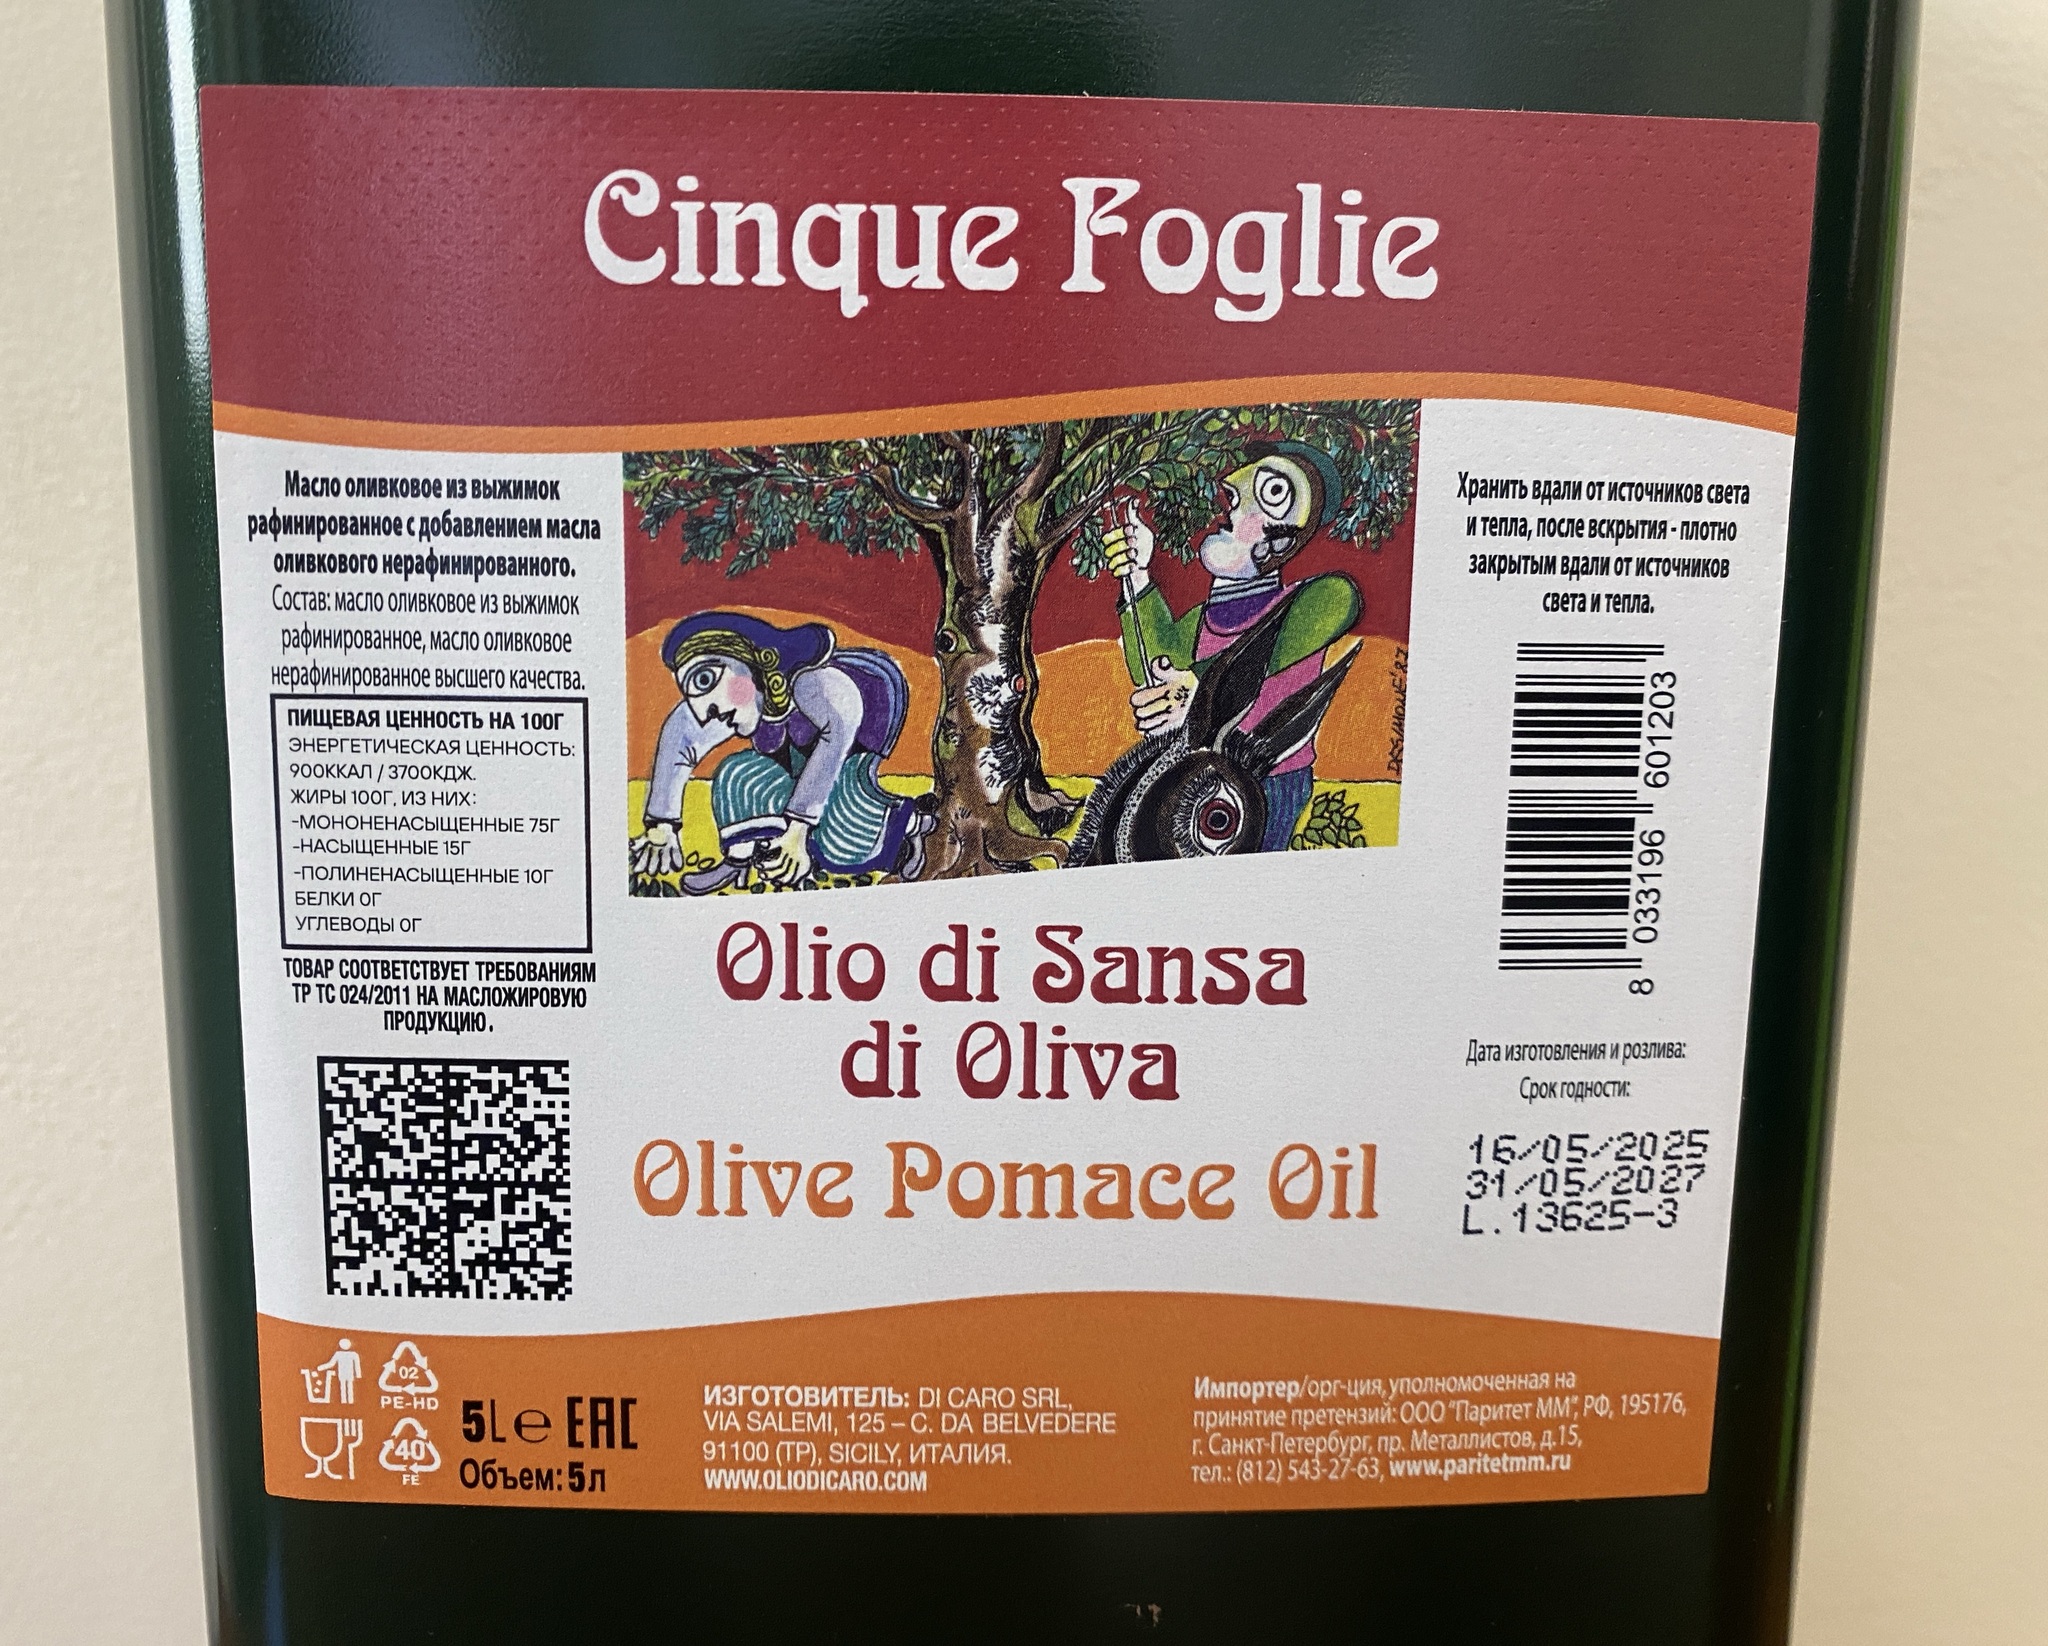 Cinque Foglie
Масло оливковое из выжимок
рафинированное с добавлением масла
оливкового нерафинированного.
Состав: масло оливковое из выжимок
рафинированное, масло оливковое
нерафинированное высшего качества.
ПИЩЕВАЯ ЦЕННОСТЬ НА 100Г
ЭНЕРГЕТИЧЕСКАЯ ЦЕННОСТЬ:
900ККАЛ / 3700КДЖ.
ЖИРЫ 100Г, ИЗ НИХ:
-МОНОНЕНАСЫЩЕННЫЕ 75Г
-НАСЫЩЕННЫЕ 15Г
-ПОЛИНЕНАСЫЩЕННЫЕ 10Г
БЕЛКИ 0Г
УГЛЕВОДЫ 0Г
ТОВАР СООТВЕТСТВУЕТ ТРЕБОВАНИЯМ
ТР ТС 024/2011 НА МАСЛОЖИРОВУЮ
ПРОДУКЦИЮ.
DESIMONE'87
Olio di Sansa
di Oliva
Olive Pomace Oil
Хранить вдали от источников света
и тепла, после вскрытия - плотно
закрытым вдали от источников
света и тепла.
8 033196 601203
Дата изготовления и розлива:
Срок годности:
16/05/2025
31/05/2027
L.13625-3
02
PE-HD
40
FE
5L e EAC
Объем: 5л
ИЗГОТОВИТЕЛЬ: DI CARO SRL,
VIA SALEMI, 125 – C. DA BELVEDERE
91100 (TP), SICILY, ИТАЛИЯ.
WWW.OLIODICARO.COM
Импортер/орг-ция, уполномоченная на
принятие претензий: ООО "Паритет ММ", РФ, 195176,
г. Санкт-Петербург, пр. Металлистов, д.15,
тел.: (812) 543-27-63, www.paritetmm.ru